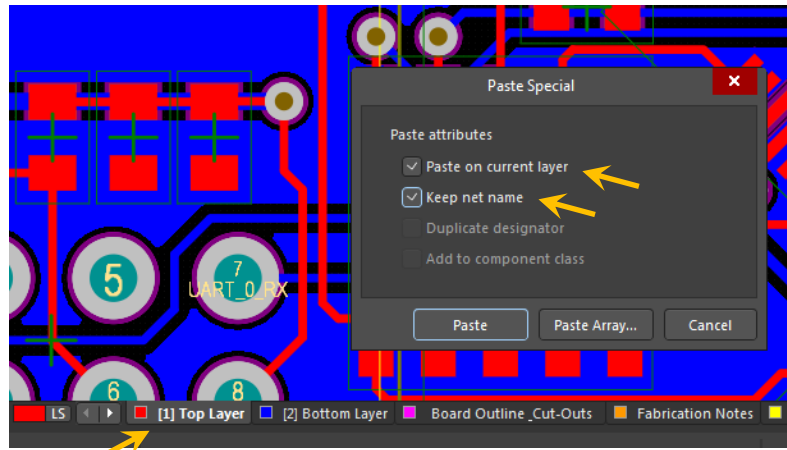 Paste Special
Paste attributes
Paste on current layer
Keep net name
Duplicate designator
Add to component class
Paste
Paste Array...
Cancel
5
7
UART_0_RX
6
8
LS
[1] Top Layer
[2] Bottom Layer
Board Outline _Cut-Outs
Fabrication Notes